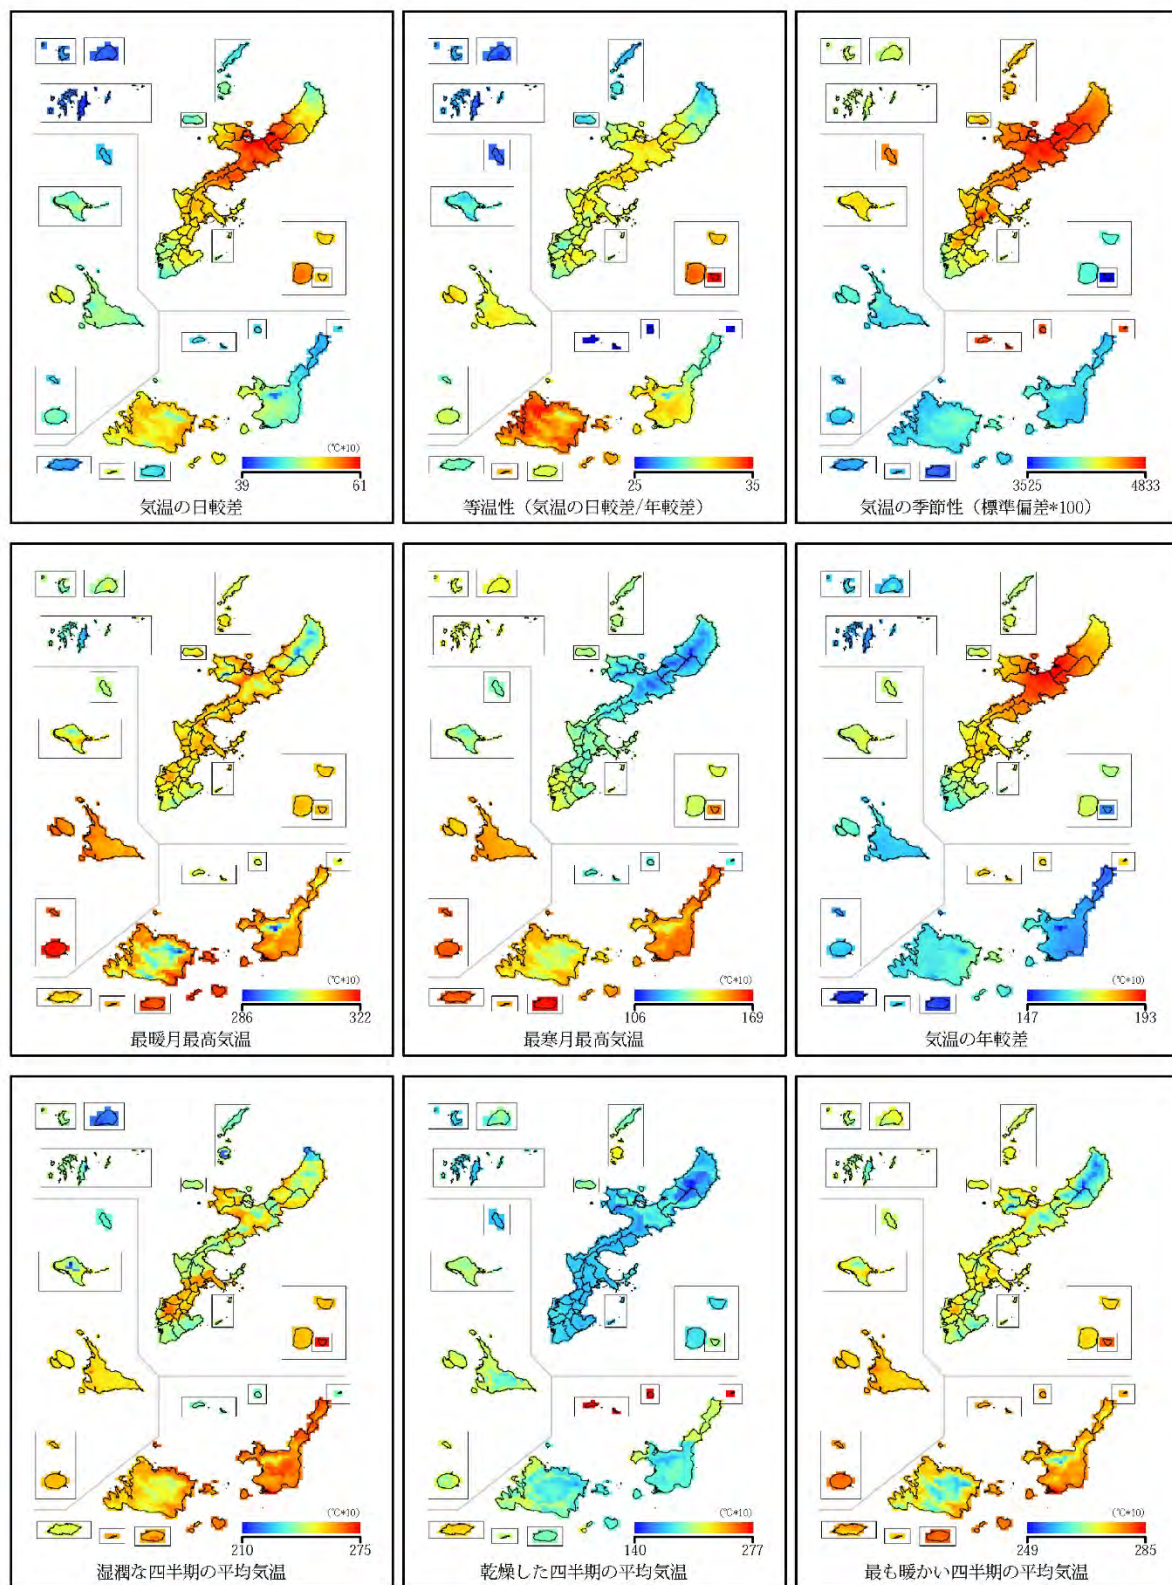 (℃*10)
39 61
気温の日較差
25 35
等温性（気温の日較差/年較差）
3525 4833
気温の季節性（標準偏差*100）
(℃*10)
286 322
最暖月最高気温
(℃*10)
106 169
最寒月最高気温
(℃*10)
147 193
気温の年較差
(℃*10)
210 275
湿潤な四半期の平均気温
(℃*10)
140 277
乾燥した四半期の平均気温
(℃*10)
249 285
最も暖かい四半期の平均気温